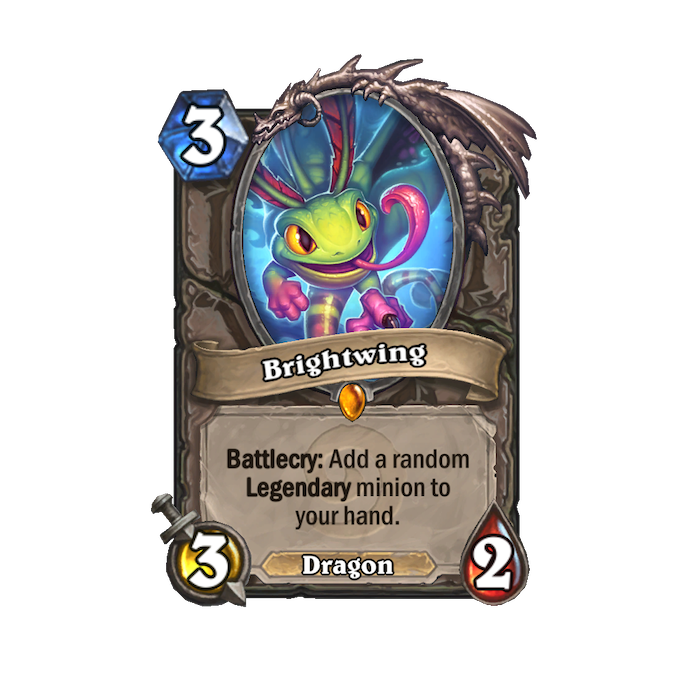 3
Brightwing
Battlecry: Add a random
Legendary minion to
your hand.
3
Dragon
2